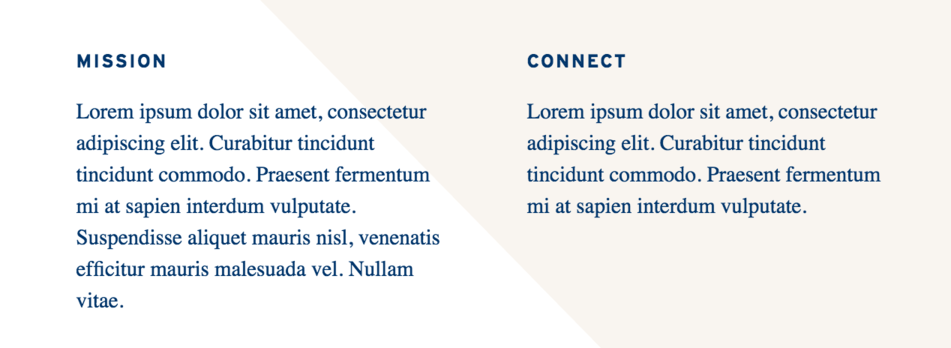 MISSION
Lorem ipsum dolor sit amet, consectetur
adipiscing elit. Curabitur tincidunt
tincidunt commodo. Praesent fermentum
mi at sapien interdum vulputate.
Suspendisse aliquet mauris nisl, venenatis
efficitur mauris malesuada vel. Nullam
vitae.
CONNECT
Lorem ipsum dolor sit amet, consectetur
adipiscing elit. Curabitur tincidunt
tincidunt commodo. Praesent fermentum
mi at sapien interdum vulputate.